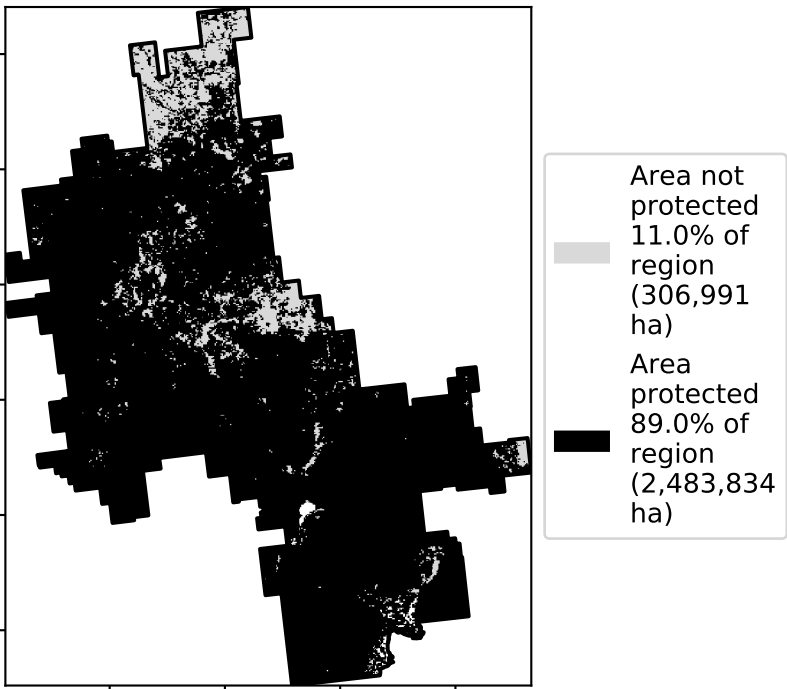 Area not
protected
11.0% of
region
(306,991
ha)
Area
protected
89.0% of
region
(2,483,834
ha)